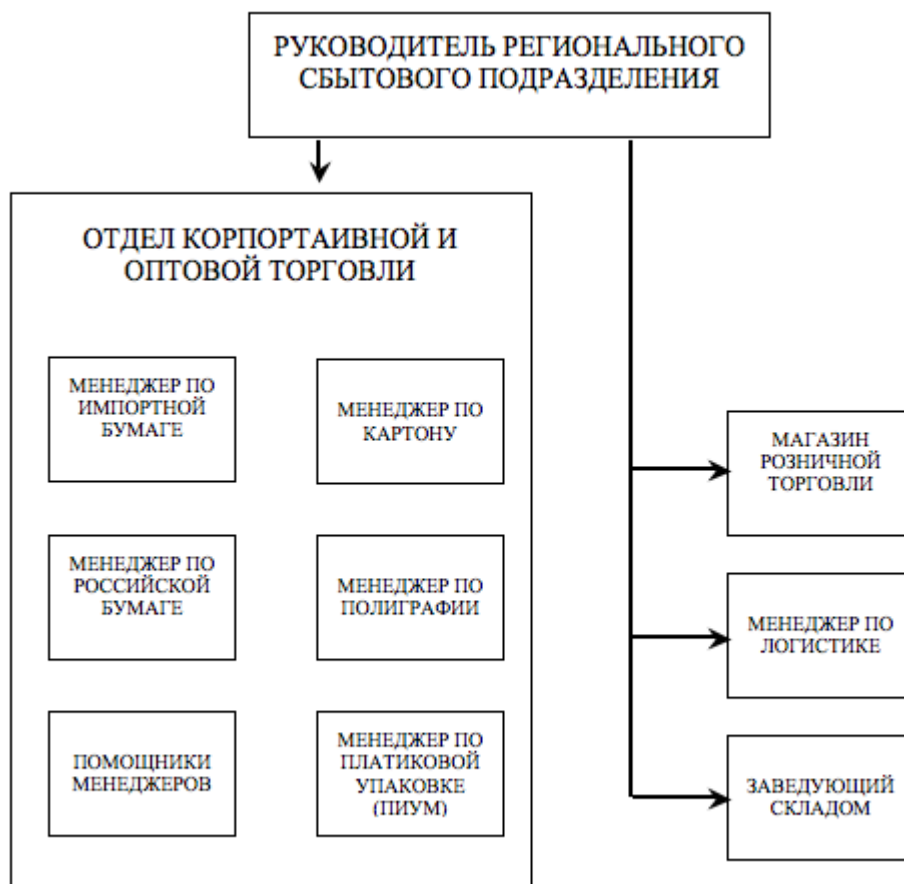 РУКОВОДИТЕЛЬ РЕГИОНАЛЬНОГО
СБЫТОВОГО ПОДРАЗДЕЛЕНИЯ
ОТДЕЛ КОРПОРТАИВНОЙ И
ОПТОВОЙ ТОРГОВЛИ
МЕНЕДЖЕР ПО
ИМПОРТНОЙ
БУМАГЕ
МЕНЕДЖЕР ПО
КАРТОНУ
МЕНЕДЖЕР ПО
РОССИЙСКОЙ
БУМАГЕ
МЕНЕДЖЕР ПО
ПОЛИГРАФИИ
ПОМОЩНИКИ
МЕНЕДЖЕРОВ
МЕНЕДЖЕР ПО
ПЛАТИКОВОЙ
УПАКОВКЕ
(ПИУМ)
МАГАЗИН
РОЗНИЧНОЙ
ТОРГОВЛИ
МЕНЕДЖЕР ПО
ЛОГИСТИКЕ
ЗАВЕДУЮЩИЙ
СКЛАДОМ